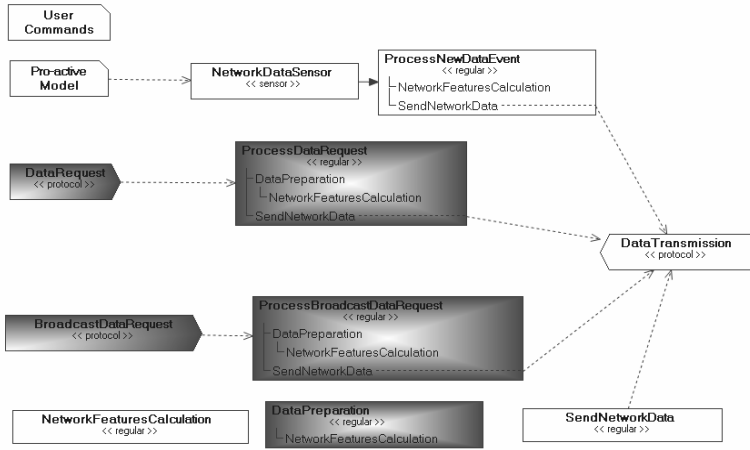 User
Commands
Pro-active
Model
NetworkDataSensor
<< sensor >>
ProcessNewDataEvent
<< regular >>
NetworkFeaturesCalculation
SendNetworkData
DataRequest
<< protocol >>
ProcessDataRequest
<< regular >>
DataPreparation
NetworkFeaturesCalculation
SendNetworkData
DataTransmission
<< protocol >>
BroadcastDataRequest
<< protocol >>
ProcessBroadcastDataRequest
<< regular >>
DataPreparation
NetworkFeaturesCalculation
SendNetworkData
NetworkFeaturesCalculation
<< regular >>
DataPreparation
<< regular >>
NetworkFeaturesCalculation
SendNetworkData
<< regular >>